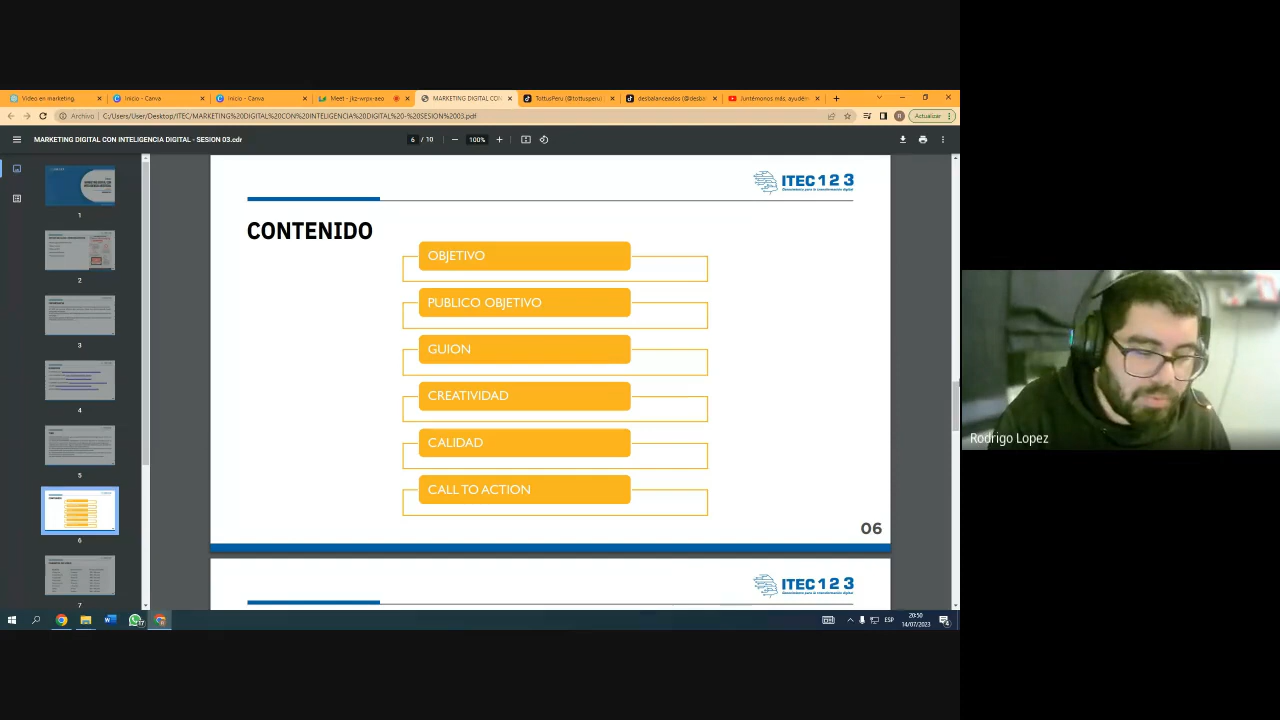 Video en marketing
Inicio - Canva
Inicio - Canva
Meet - jkz-wrpx-aeo
MARKETING DIGITAL CON
TottusPeru (@tottusperu)
desbalanceados (@desba
¡Juntémonos más, ayudém
Archivo
C:/Users/User/Desktop/ITEC/MARKETING%20DIGITAL%20CON%20INTELIGENCIA%20DIGITAL%20-%20SESION%2003.pdf
Actualizar
MARKETING DIGITAL CON INTELIGENCIA DIGITAL - SESION 03.cdr
6 / 10
100%
1
2
3
4
5
6
7
ITEC 1 2 3
CONTENIDO
OBJETIVO
PUBLICO OBJETIVO
GUION
CREATIVIDAD
CALIDAD
CALL TO ACTION
06
ITEC 1 2 3
Rodrigo Lopez
ESP
20:50
14/07/2023